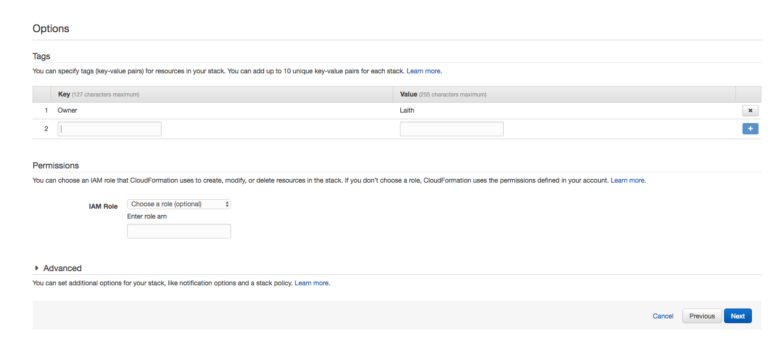 Options
Tags
You can specify tags (key-value pairs) for resources in your stack. You can add up to 10 unique key-value pairs for each stack. Learn more.
Key (127 characters maximum) Value (255 characters maximum)
1 Owner Laith
2
Permissions
You can choose an IAM role that CloudFormation uses to create, modify, or delete resources in the stack. If you don't choose a role, CloudFormation uses the permissions defined in your account. Learn more.
IAM Role Choose a role (optional)
Enter role arn
Advanced
You can set additional options for your stack, like notification options and a stack policy. Learn more.
Cancel Previous Next